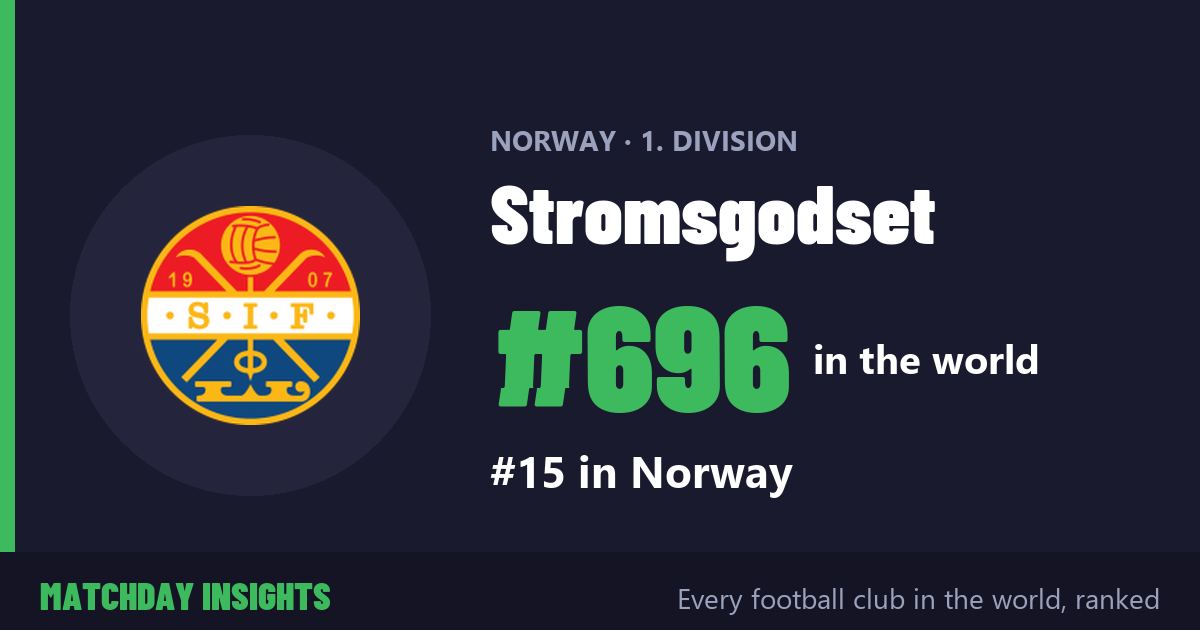 NORWAY · 1. DIVISION
Stromsgodset
19 07
· S · I · F ·
#696 in the world
#15 in Norway
MATCHDAY INSIGHTS
Every football club in the world, ranked